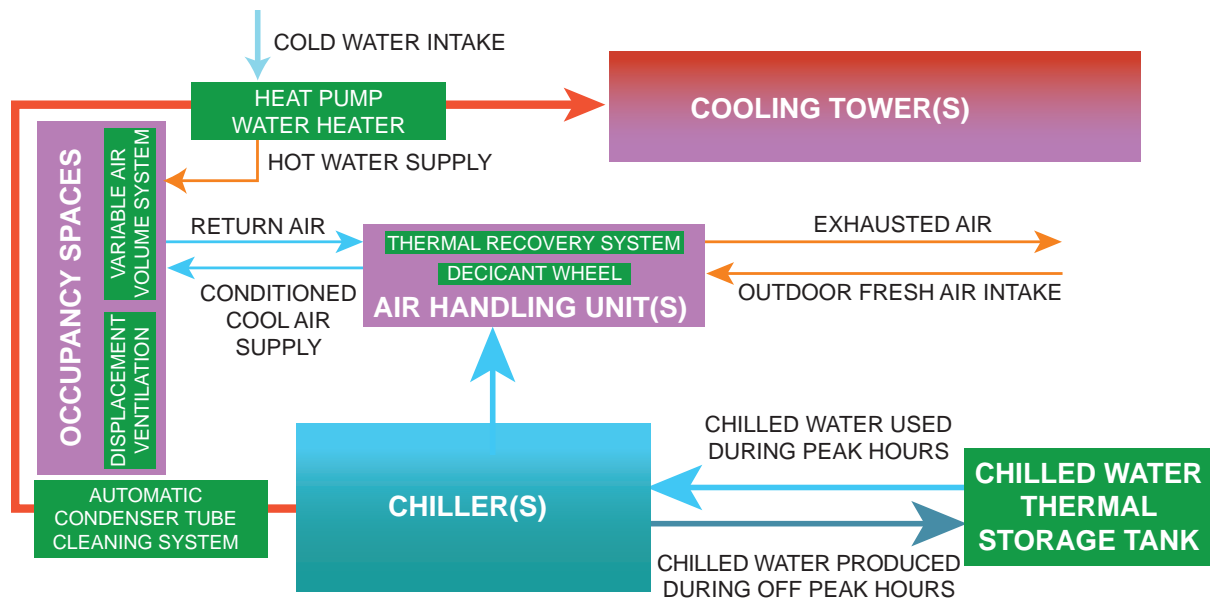 COLD WATER INTAKE
HEAT PUMP
WATER HEATER
COOLING TOWER(S)
HOT WATER SUPPLY
OCCUPANCY SPACES
VARIABLE AIR
VOLUME SYSTEM
DISPLACEMENT
VENTILATION
RETURN AIR
CONDITIONED
COOL AIR
SUPPLY
THERMAL RECOVERY SYSTEM
DECICANT WHEEL
AIR HANDLING UNIT(S)
EXHAUSTED AIR
OUTDOOR FRESH AIR INTAKE
AUTOMATIC
CONDENSER TUBE
CLEANING SYSTEM
CHILLER(S)
CHILLED WATER USED
DURING PEAK HOURS
CHILLED WATER
THERMAL
STORAGE TANK
CHILLED WATER PRODUCED
DURING OFF PEAK HOURS